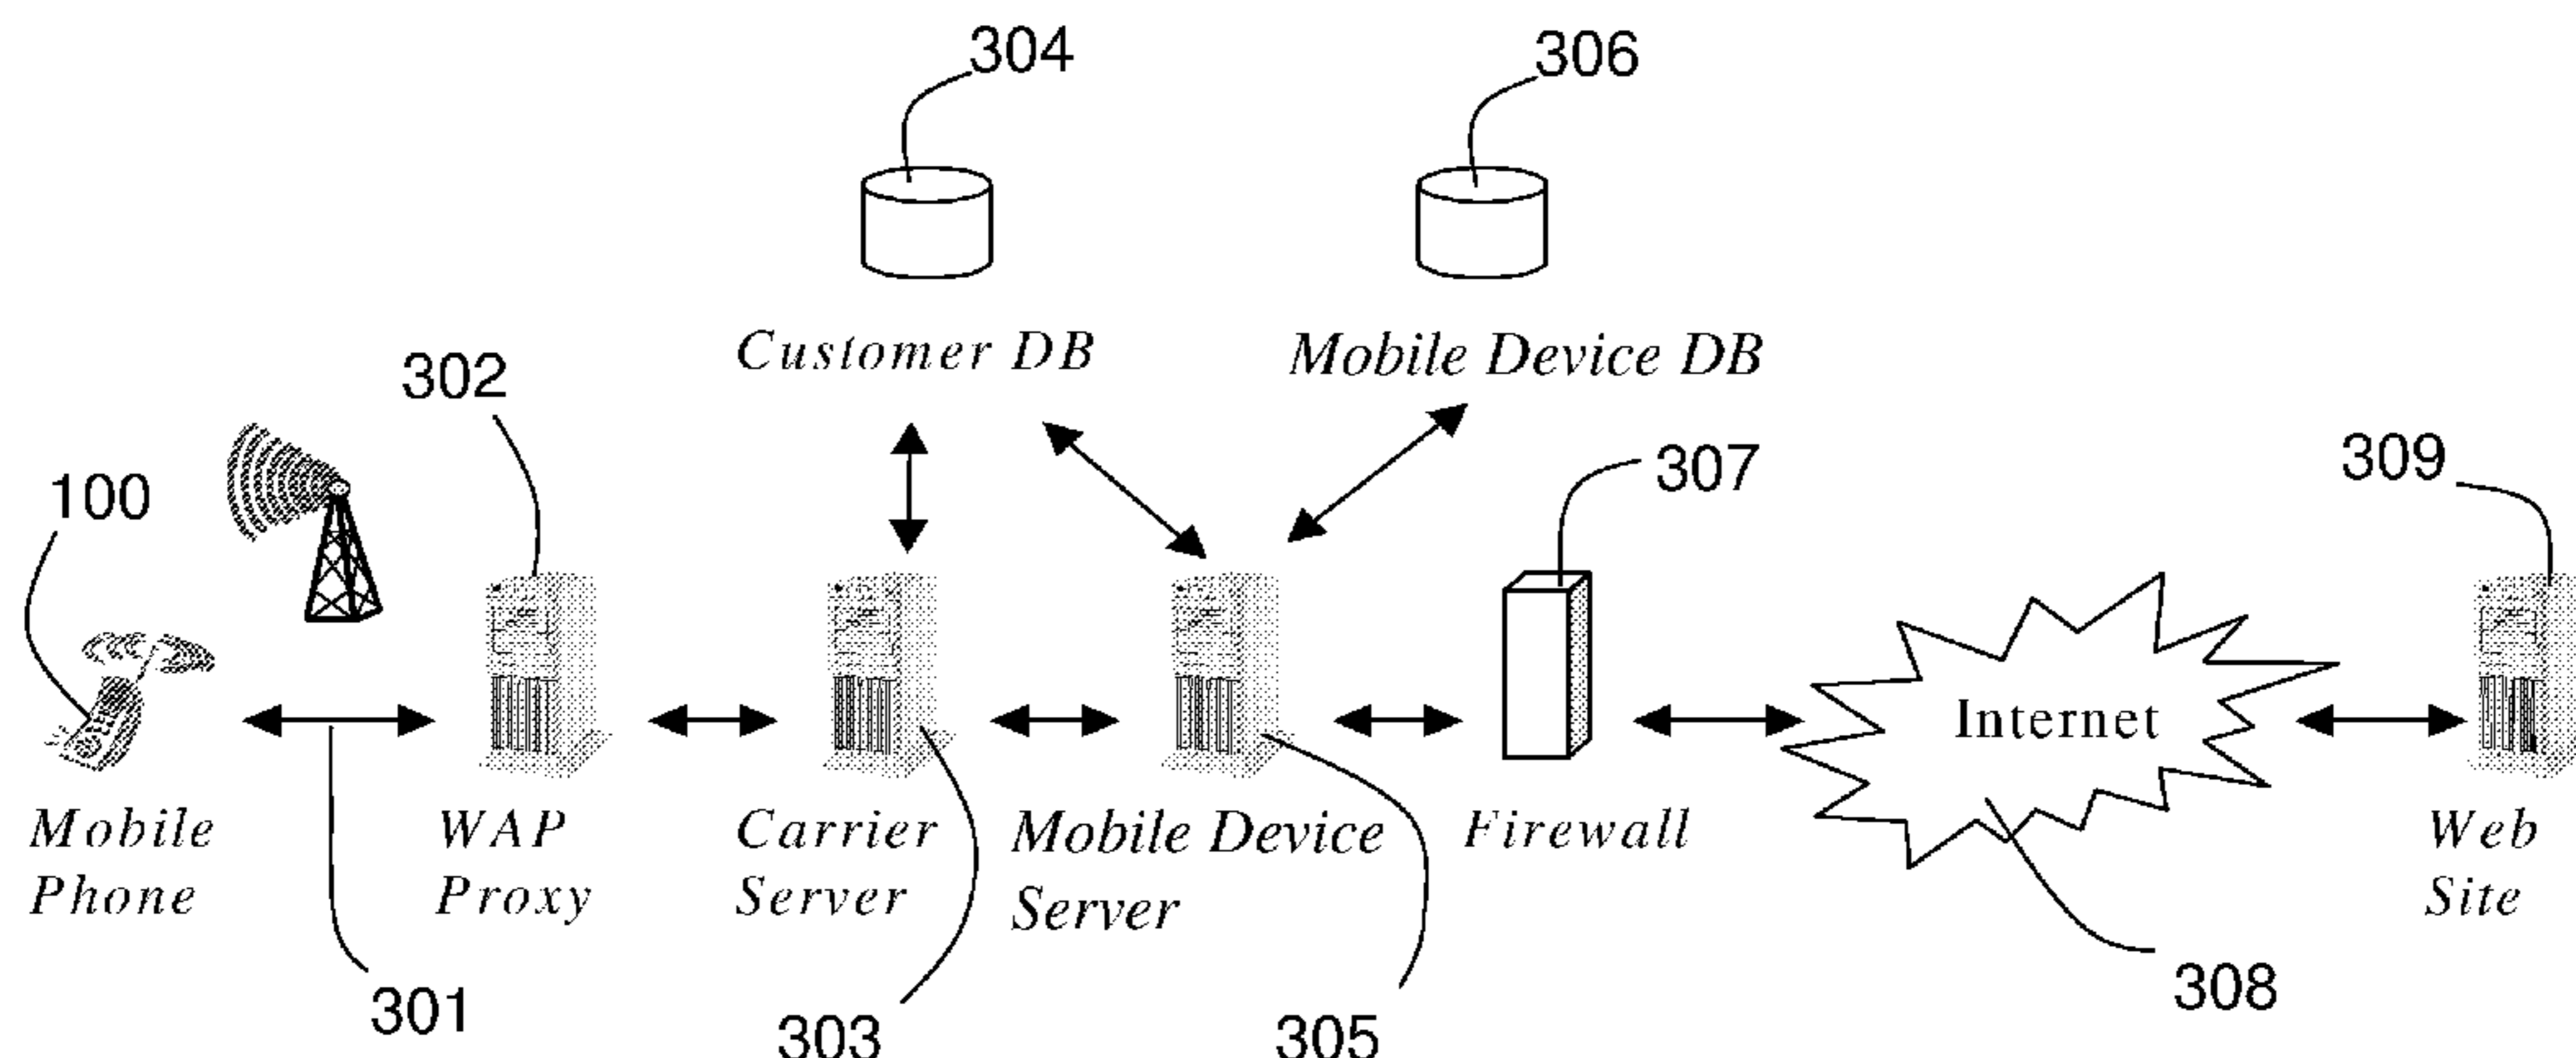 304
306
Customer DB
Mobile Device DB
302
307
309
100
Internet
Mobile
Phone
WAP
Proxy
Carrier
Server
Mobile Device
Server
Firewall
Web
Site
301
303
305
308